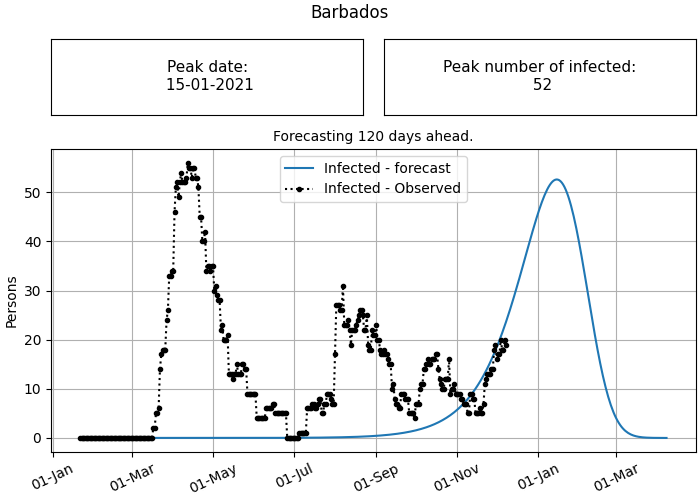 Barbados
Peak date:
15-01-2021
Peak number of infected:
52
Forecasting 120 days ahead.
Infected - forecast
Infected - Observed
Persons
50
40
30
20
10
0
01-Jan
01-Mar
01-May
01-Jul
01-Sep
01-Nov
01-Jan
01-Mar